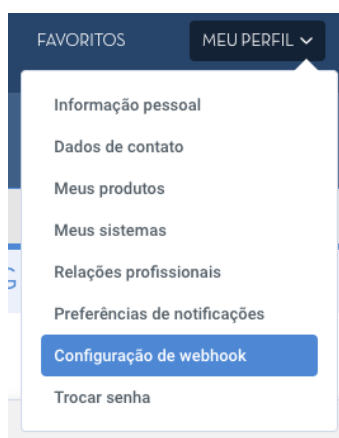 FAVORITOS
MEU PERFIL
Informação pessoal
Dados de contato
Meus produtos
Meus sistemas
Relações profissionais
Preferências de notificações
Configuração de webhook
Trocar senha